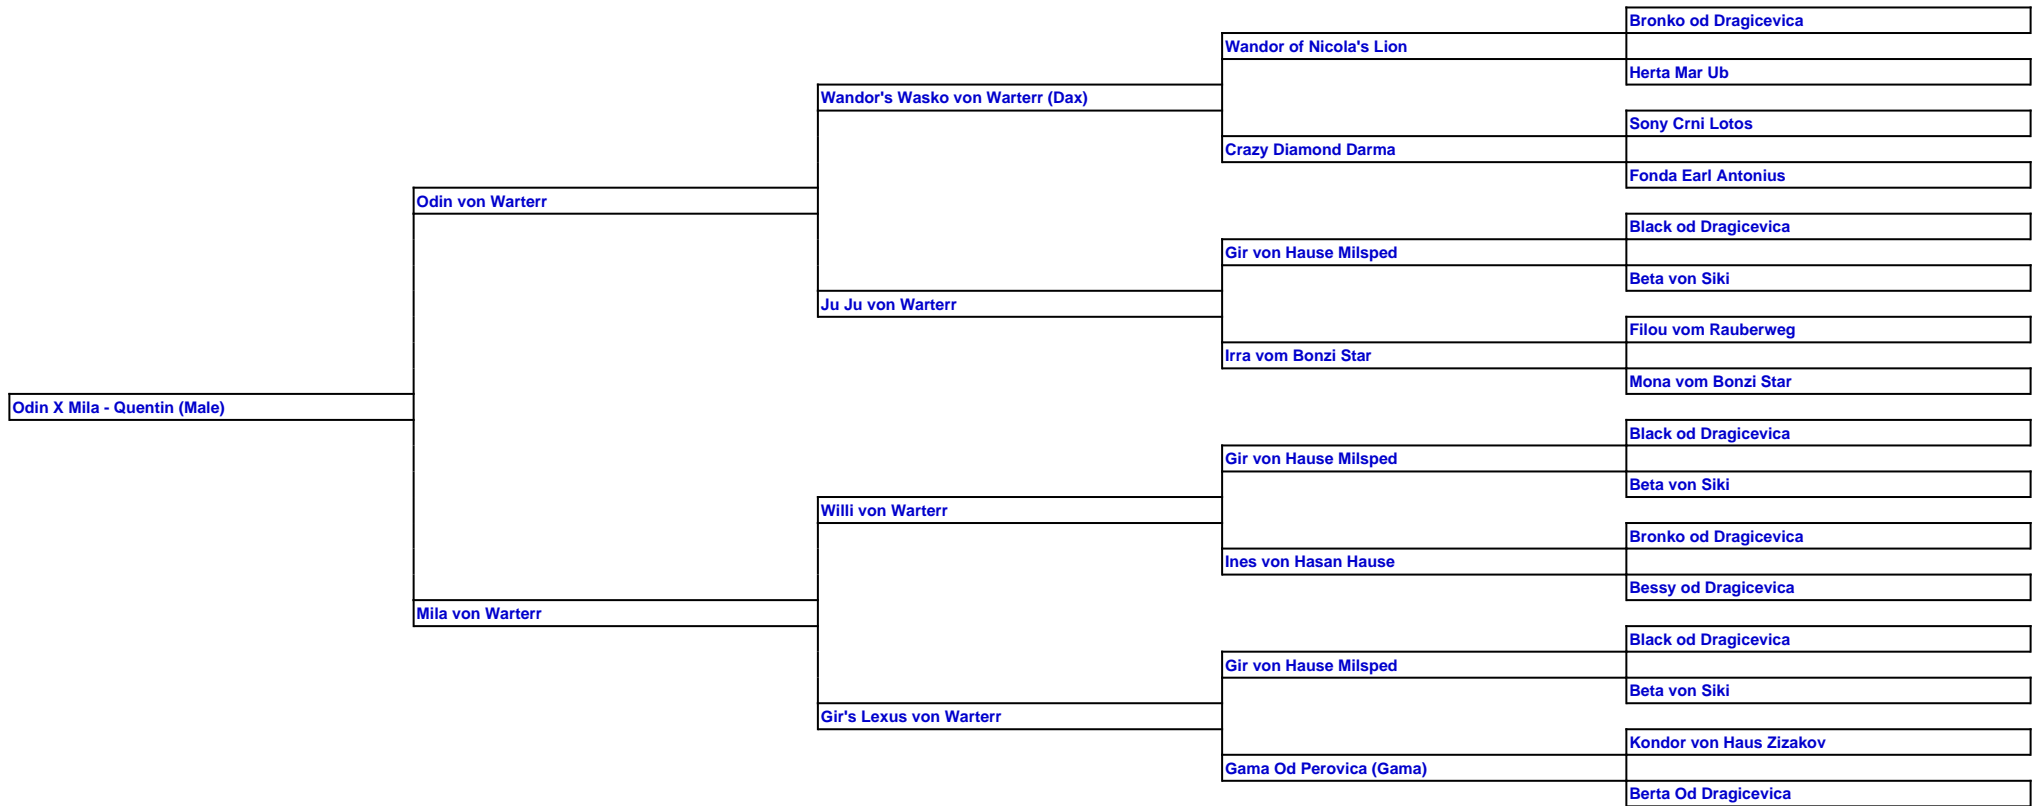 Bronko od Dragicevica
Wandor of Nicola's Lion
Herta Mar Ub
Wandor's Wasko von Warterr (Dax)
Sony Crni Lotos
Crazy Diamond Darma
Fonda Earl Antonius
Odin von Warterr
Black od Dragicevica
Gir von Hause Milsped
Beta von Siki
Ju Ju von Warterr
Filou vom Rauberweg
Irra vom Bonzi Star
Mona vom Bonzi Star
Odin X Mila - Quentin (Male)
Black od Dragicevica
Gir von Hause Milsped
Beta von Siki
Willi von Warterr
Bronko od Dragicevica
Ines von Hasan Hause
Bessy od Dragicevica
Mila von Warterr
Black od Dragicevica
Gir von Hause Milsped
Beta von Siki
Gir's Lexus von Warterr
Kondor von Haus Zizakov
Gama Od Perovica (Gama)
Berta Od Dragicevica